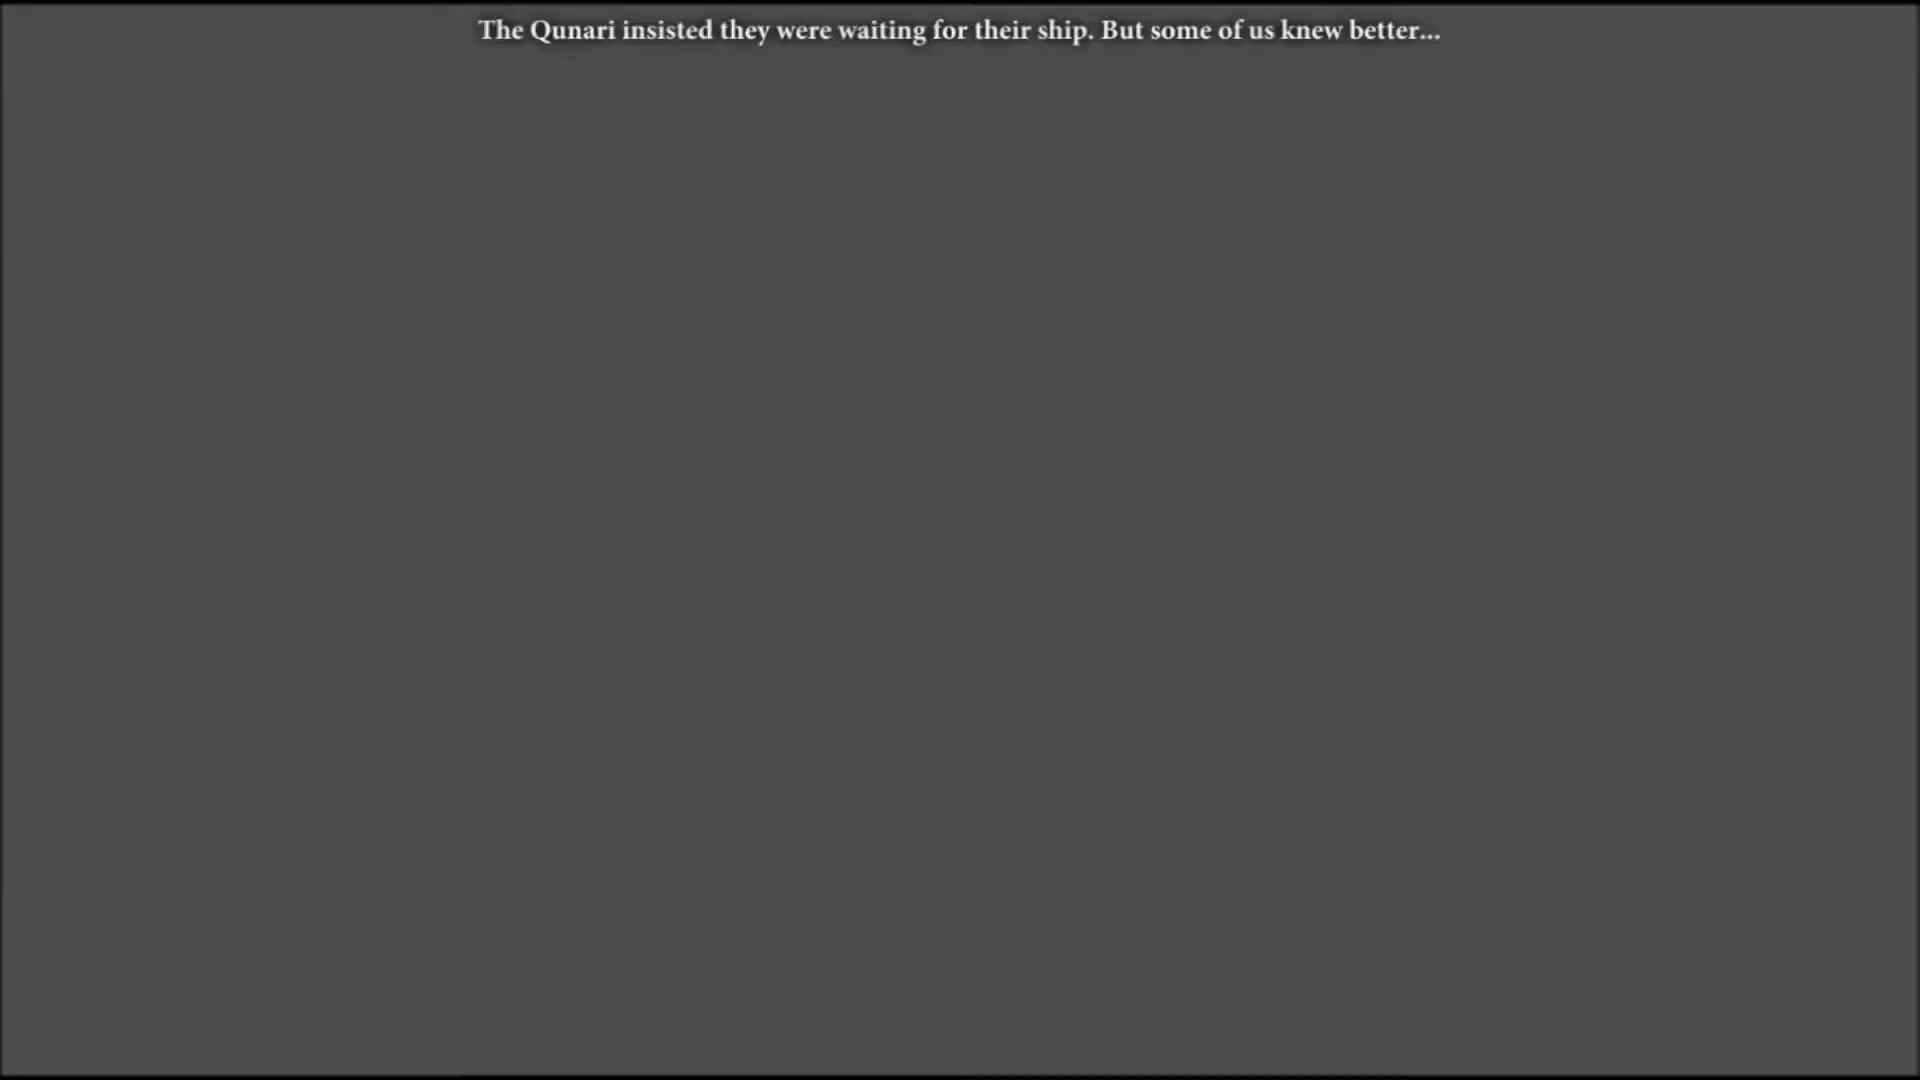 The Qunari insisted they were waiting for their ship. But some of us knew better...